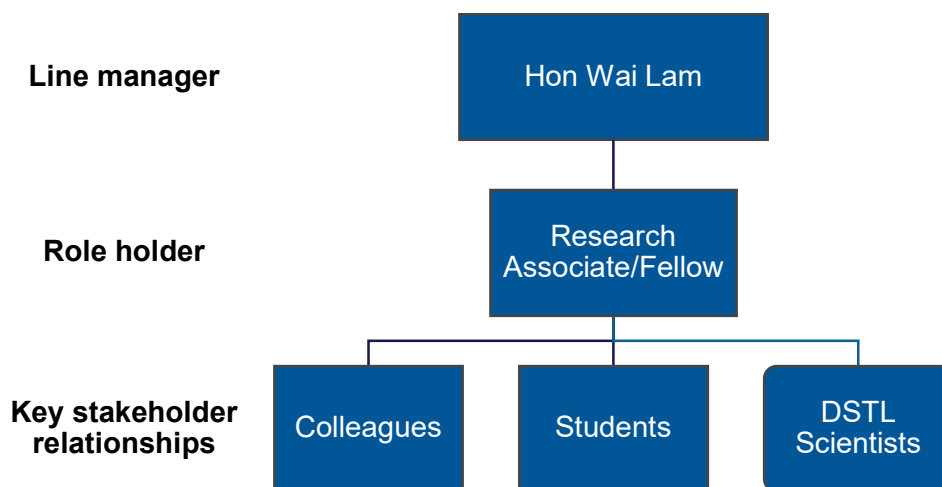 Line manager
Hon Wai Lam
Role holder
Research
Associate/Fellow
Key stakeholder
relationships
Colleagues
Students
DSTL
Scientists